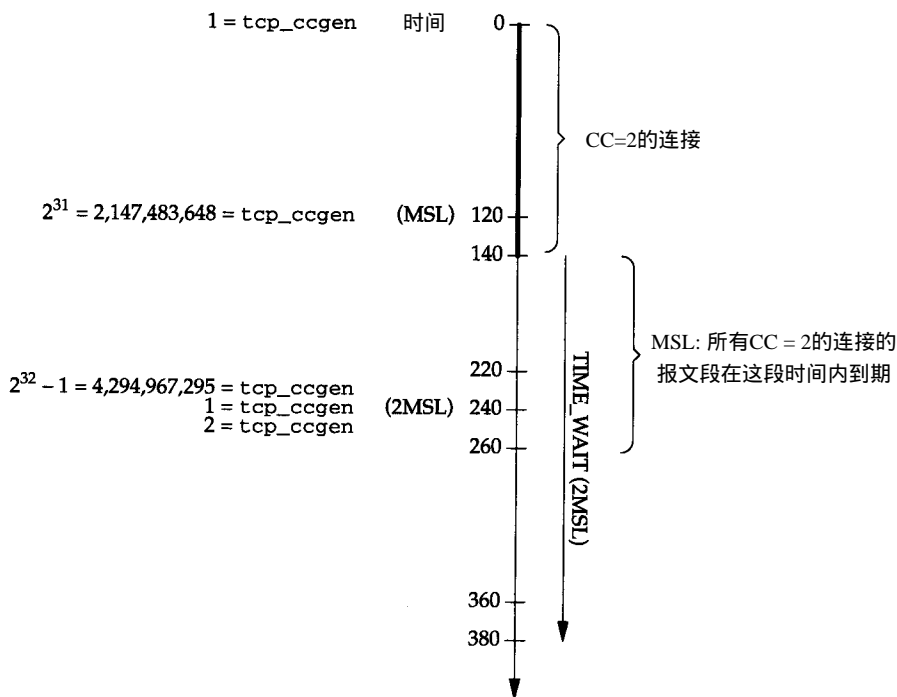 1 = tcp_ccgen 时间 0
CC=2的连接
2^31 = 2,147,483,648 = tcp_ccgen (MSL) 120
140
MSL: 所有CC = 2的连接的
报文段在这段时间内到期
220
2^32 − 1 = 4,294,967,295 = tcp_ccgen
1 = tcp_ccgen (2MSL) 240
2 = tcp_ccgen
260
TIME_WAIT (2MSL)
360
380